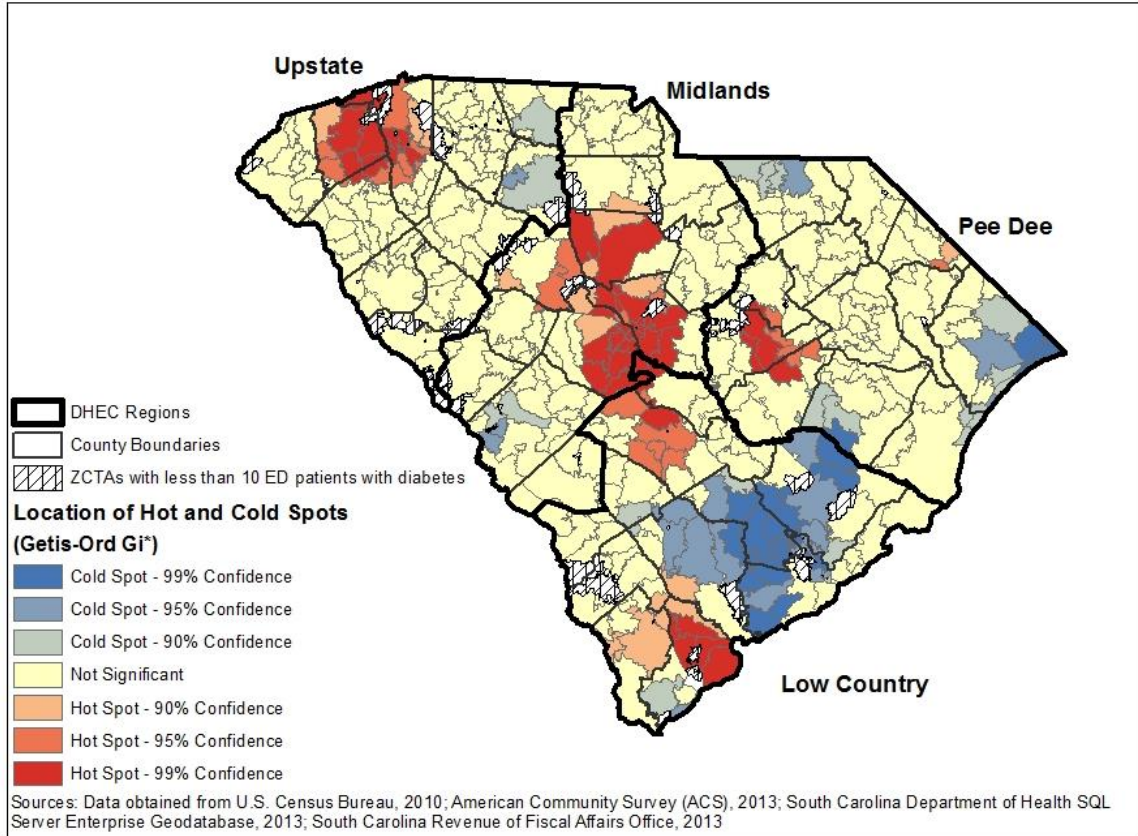 Upstate
Midlands
Pee Dee
Low Country
DHEC Regions
County Boundaries
ZCTAs with less than 10 ED patients with diabetes
Location of Hot and Cold Spots
(Getis-Ord Gi*)
Cold Spot - 99% Confidence
Cold Spot - 95% Confidence
Cold Spot - 90% Confidence
Not Significant
Hot Spot - 90% Confidence
Hot Spot - 95% Confidence
Hot Spot - 99% Confidence
Sources: Data obtained from U.S. Census Bureau, 2010; American Community Survey (ACS), 2013; South Carolina Department of Health SQL
Server Enterprise Geodatabase, 2013; South Carolina Revenue of Fiscal Affairs Office, 2013